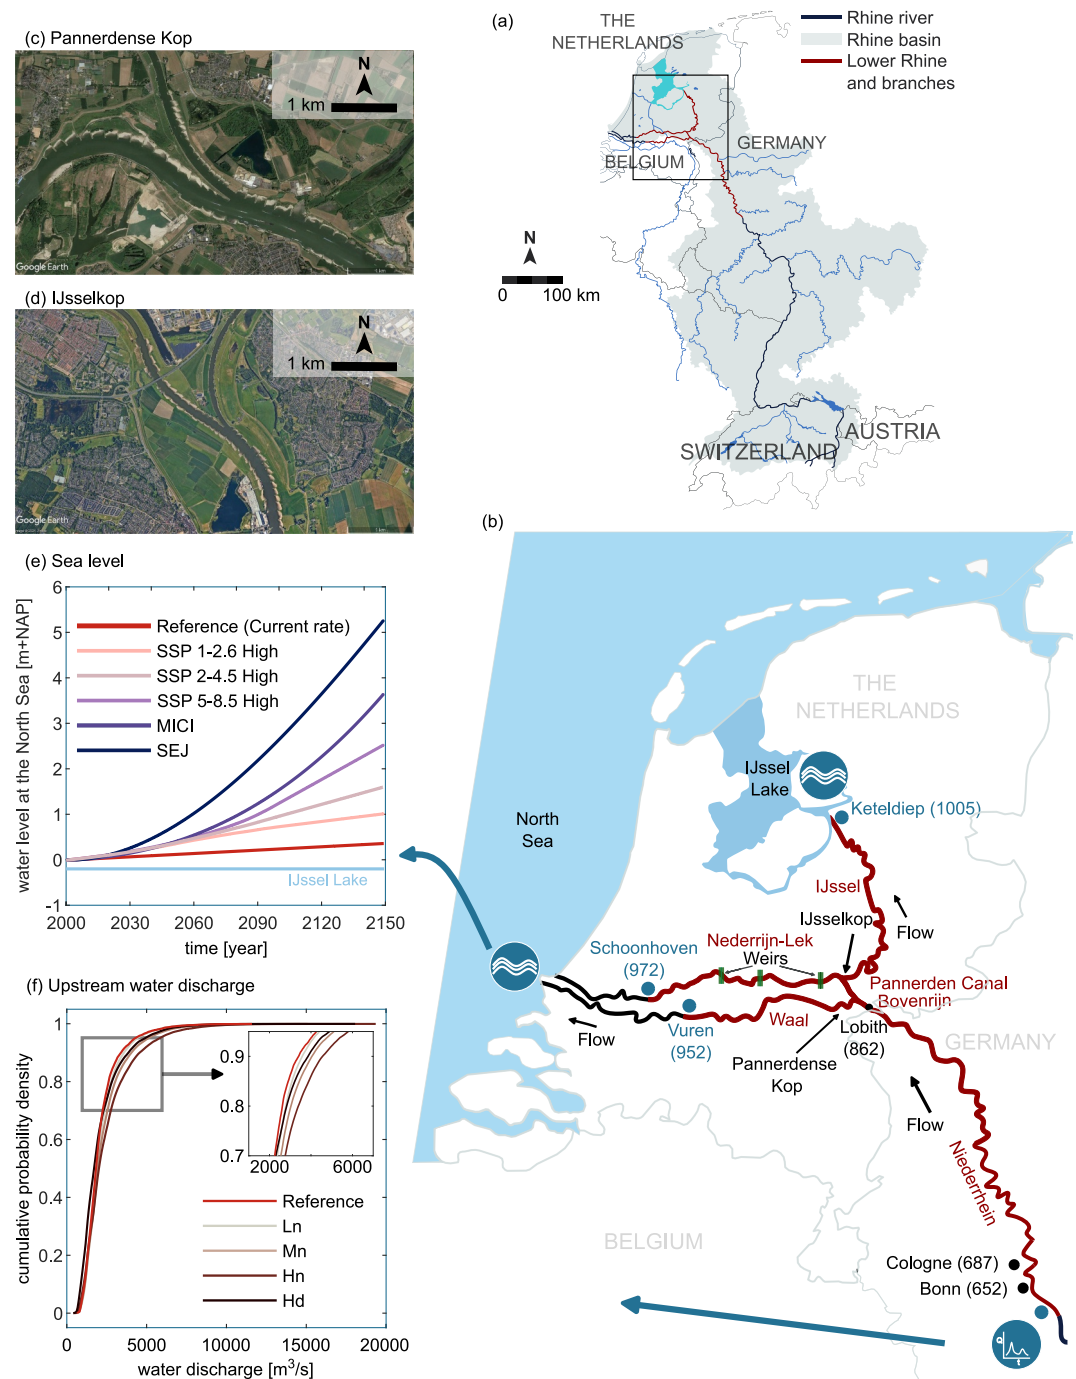 (c) Pannerdense Kop
N
1 km
Google Earth
1 km
(d) IJsselkop
N
1 km
Google Earth
1 km
(a)
THE
NETHERLANDS
BELGIUM
GERMANY
SWITZERLAND
AUSTRIA
Rhine river
Rhine basin
Lower Rhine
and branches
N
0 100 km
(e) Sea level
water level at the North Sea [m+NAP]
6
5
4
3
2
1
0
-1
Reference (Current rate)
SSP 1-2.6 High
SSP 2-4.5 High
SSP 5-8.5 High
MICI
SEJ
IJssel Lake
2000 2030 2060 2090 2120 2150
time [year]
(f) Upstream water discharge
cumulative probability density
1
0.8
0.6
0.4
0.2
0
0.9
0.8
0.7
2000 4000 6000
Reference
Ln
Mn
Hn
Hd
0 5000 10000 15000 20000
water discharge [m³/s]
(b)
THE
NETHERLANDS
IJssel
Lake
North
Sea
Keteldiep (1005)
IJssel
IJsselkop
Flow
Nederrijn-Lek
Weirs
Schoonhoven
(972)
Pannerden Canal
Bovenrijn
Waal
Vuren
(952)
Flow
Lobith
(862)
Pannerdense
Kop
GERMANY
Flow
Niederrhein
BELGIUM
Cologne (687)
Bonn (652)
Q
t